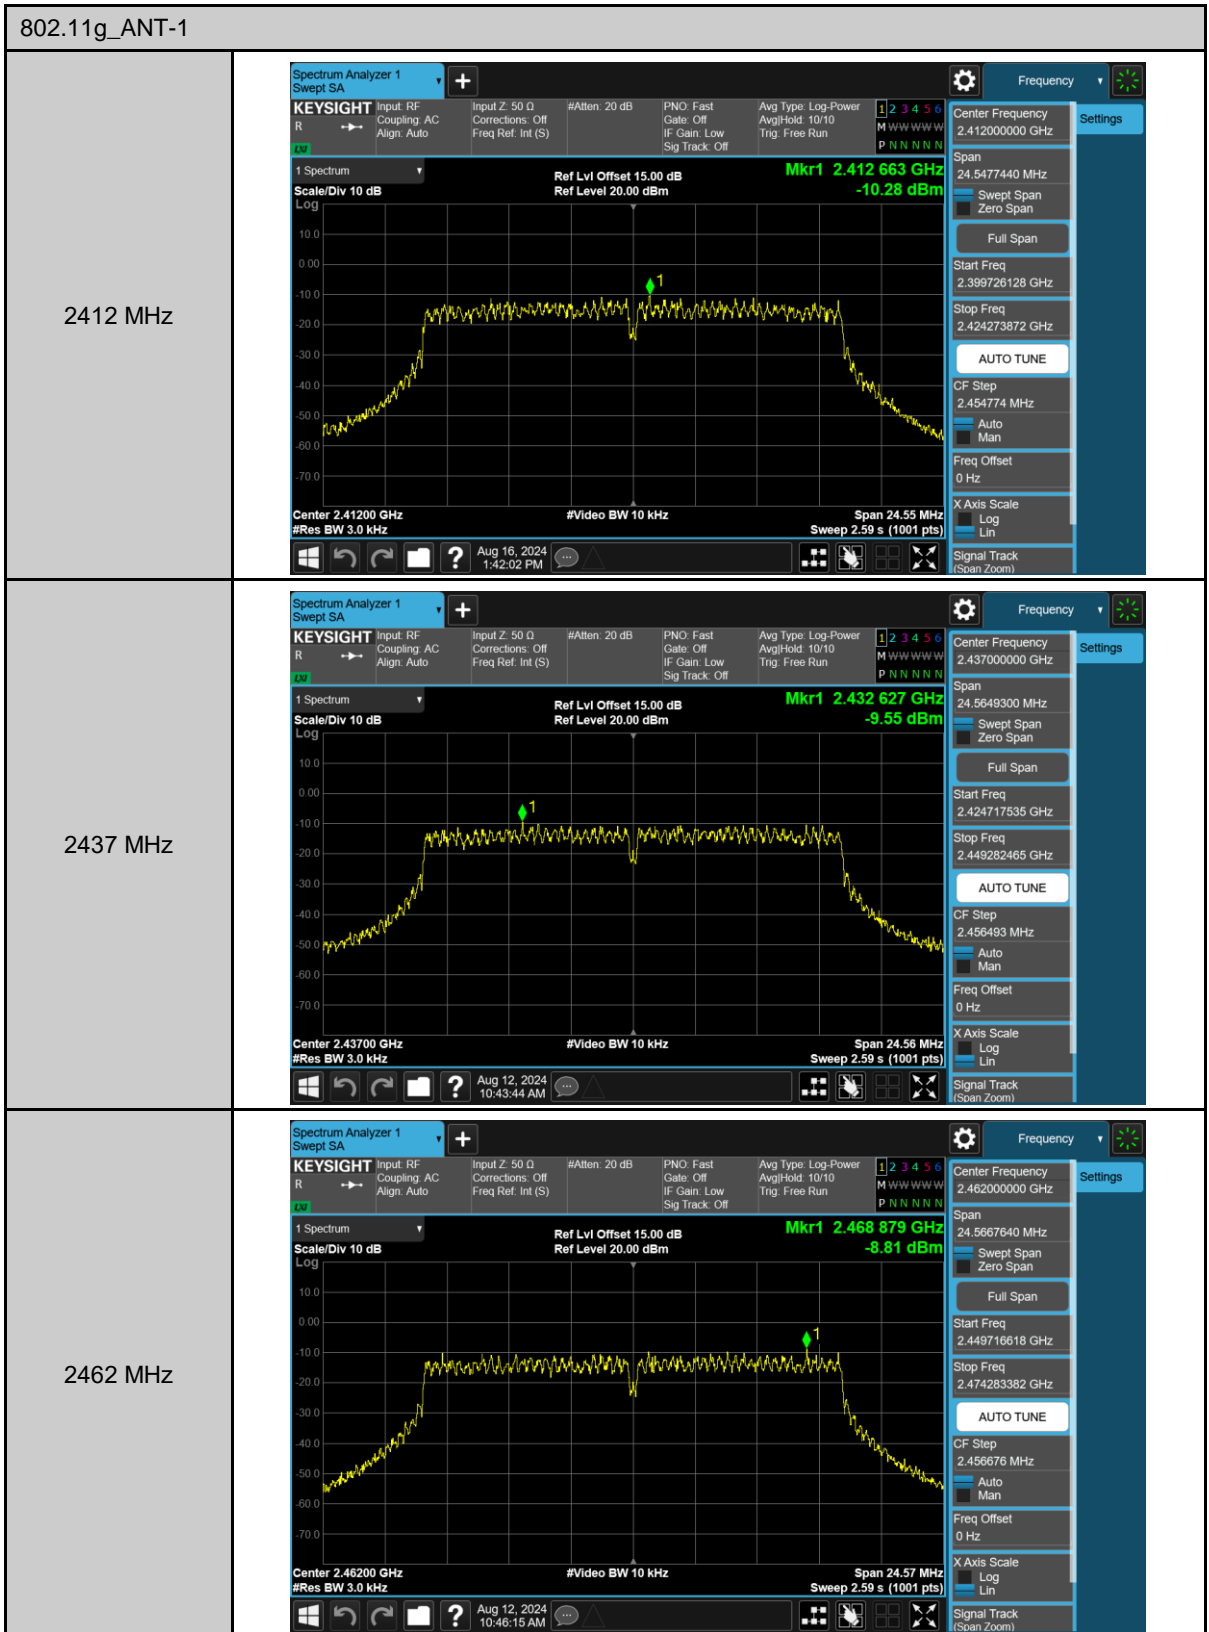 802.11g_ANT-1
2412 MHz
Spectrum Analyzer 1
Swept SA
Frequency
KEYSIGHT
R
LXI
Input: RF
Coupling: AC
Align: Auto
Input Z: 50 Ω
Corrections: Off
Freq Ref: Int (S)
#Atten: 20 dB
PNO: Fast
Gate: Off
IF Gain: Low
Sig Track: Off
Avg Type: Log-Power
Avg|Hold: 10/10
Trig: Free Run
1 2 3 4 5 6
M W W W W W
P N N N N N
1 Spectrum
Scale/Div 10 dB
Log
Ref Lvl Offset 15.00 dB
Ref Level 20.00 dBm
Mkr1 2.412 663 GHz
-10.28 dBm
10.0
0.00
-10.0
-20.0
-30.0
-40.0
-50.0
-60.0
-70.0
1
Center 2.41200 GHz
#Res BW 3.0 kHz
#Video BW 10 kHz
Span 24.55 MHz
Sweep 2.59 s (1001 pts)
Aug 16, 2024
1:42:02 PM
Center Frequency
2.412000000 GHz
Settings
Span
24.5477440 MHz
Swept Span
Zero Span
Full Span
Start Freq
2.399726128 GHz
Stop Freq
2.424273872 GHz
AUTO TUNE
CF Step
2.454774 MHz
Auto
Man
Freq Offset
0 Hz
X Axis Scale
Log
Lin
Signal Track
(Span Zoom)
2437 MHz
Spectrum Analyzer 1
Swept SA
Frequency
KEYSIGHT
R
LXI
Input: RF
Coupling: AC
Align: Auto
Input Z: 50 Ω
Corrections: Off
Freq Ref: Int (S)
#Atten: 20 dB
PNO: Fast
Gate: Off
IF Gain: Low
Sig Track: Off
Avg Type: Log-Power
Avg|Hold: 10/10
Trig: Free Run
1 2 3 4 5 6
M W W W W W
P N N N N N
1 Spectrum
Scale/Div 10 dB
Log
Ref Lvl Offset 15.00 dB
Ref Level 20.00 dBm
Mkr1 2.432 627 GHz
-9.55 dBm
10.0
0.00
-10.0
-20.0
-30.0
-40.0
-50.0
-60.0
-70.0
1
Center 2.43700 GHz
#Res BW 3.0 kHz
#Video BW 10 kHz
Span 24.56 MHz
Sweep 2.59 s (1001 pts)
Aug 12, 2024
10:43:44 AM
Center Frequency
2.437000000 GHz
Settings
Span
24.5649300 MHz
Swept Span
Zero Span
Full Span
Start Freq
2.424717535 GHz
Stop Freq
2.449282465 GHz
AUTO TUNE
CF Step
2.456493 MHz
Auto
Man
Freq Offset
0 Hz
X Axis Scale
Log
Lin
Signal Track
(Span Zoom)
2462 MHz
Spectrum Analyzer 1
Swept SA
Frequency
KEYSIGHT
R
LXI
Input: RF
Coupling: AC
Align: Auto
Input Z: 50 Ω
Corrections: Off
Freq Ref: Int (S)
#Atten: 20 dB
PNO: Fast
Gate: Off
IF Gain: Low
Sig Track: Off
Avg Type: Log-Power
Avg|Hold: 10/10
Trig: Free Run
1 2 3 4 5 6
M W W W W W
P N N N N N
1 Spectrum
Scale/Div 10 dB
Log
Ref Lvl Offset 15.00 dB
Ref Level 20.00 dBm
Mkr1 2.468 879 GHz
-8.81 dBm
10.0
0.00
-10.0
-20.0
-30.0
-40.0
-50.0
-60.0
-70.0
1
Center 2.46200 GHz
#Res BW 3.0 kHz
#Video BW 10 kHz
Span 24.57 MHz
Sweep 2.59 s (1001 pts)
Aug 12, 2024
10:46:15 AM
Center Frequency
2.462000000 GHz
Settings
Span
24.5667640 MHz
Swept Span
Zero Span
Full Span
Start Freq
2.449716618 GHz
Stop Freq
2.474283382 GHz
AUTO TUNE
CF Step
2.456676 MHz
Auto
Man
Freq Offset
0 Hz
X Axis Scale
Log
Lin
Signal Track
(Span Zoom)